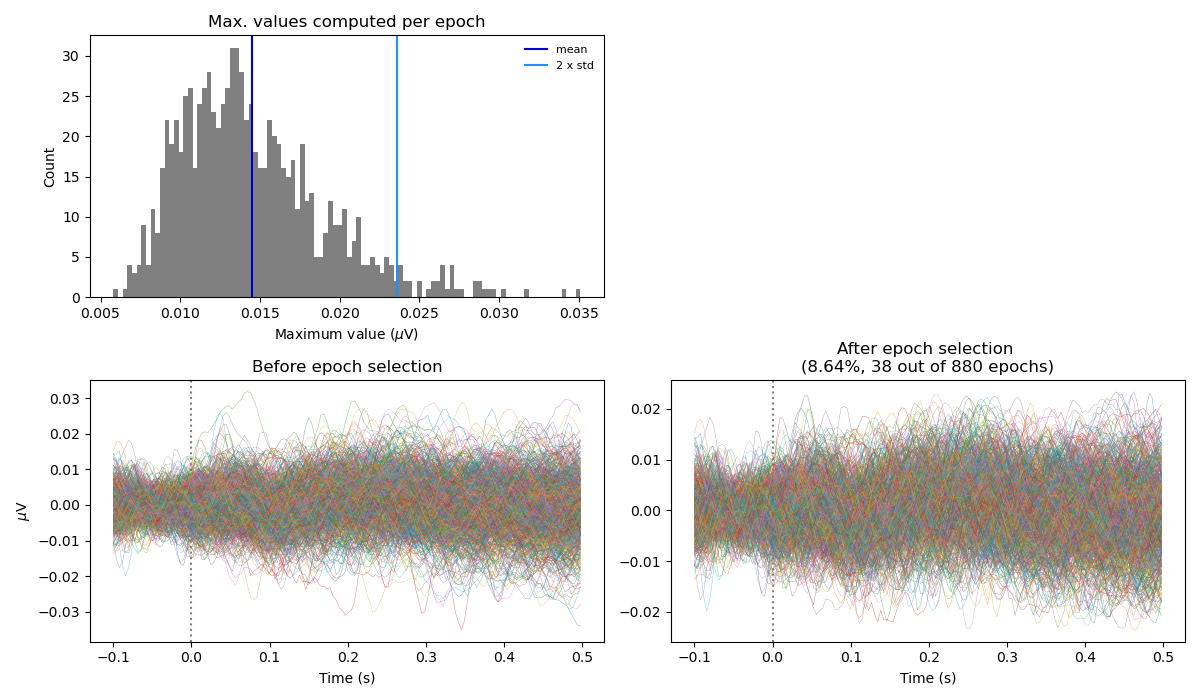 Max. values computed per epoch
mean
2 x std
30
25
20
15
10
5
0
Count
0.005 0.010 0.015 0.020 0.025 0.030 0.035
Maximum value (μV)
Before epoch selection
0.03
0.02
0.01
0.00
−0.01
−0.02
−0.03
μV
−0.1 0.0 0.1 0.2 0.3 0.4 0.5
Time (s)
After epoch selection
(8.64%, 38 out of 880 epochs)
0.02
0.01
0.00
−0.01
−0.02
−0.1 0.0 0.1 0.2 0.3 0.4 0.5
Time (s)